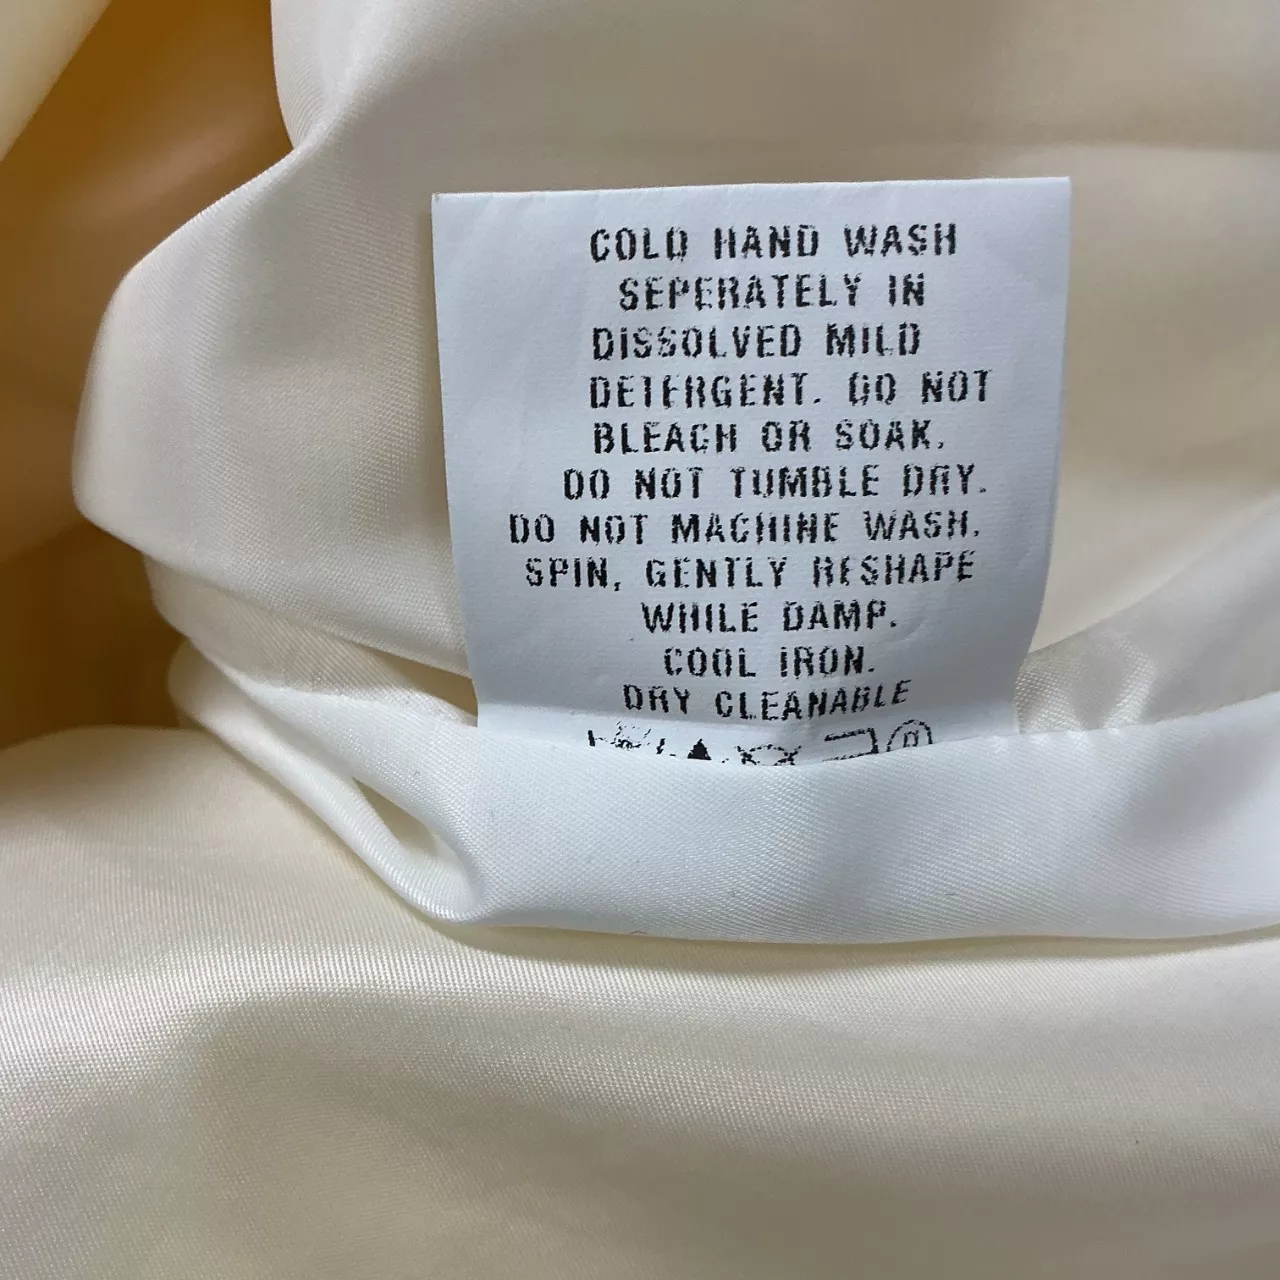 COLD HAND WASH
SEPERATELY IN
DISSOLVED MILD
DETERGENT. DO NOT
BLEACH OR SOAK.
DO NOT TUMBLE DRY.
DO NOT MACHINE WASH.
SPIN, GENTLY RESHAPE
WHILE DAMP.
COOL IRON.
DRY CLEANABLE